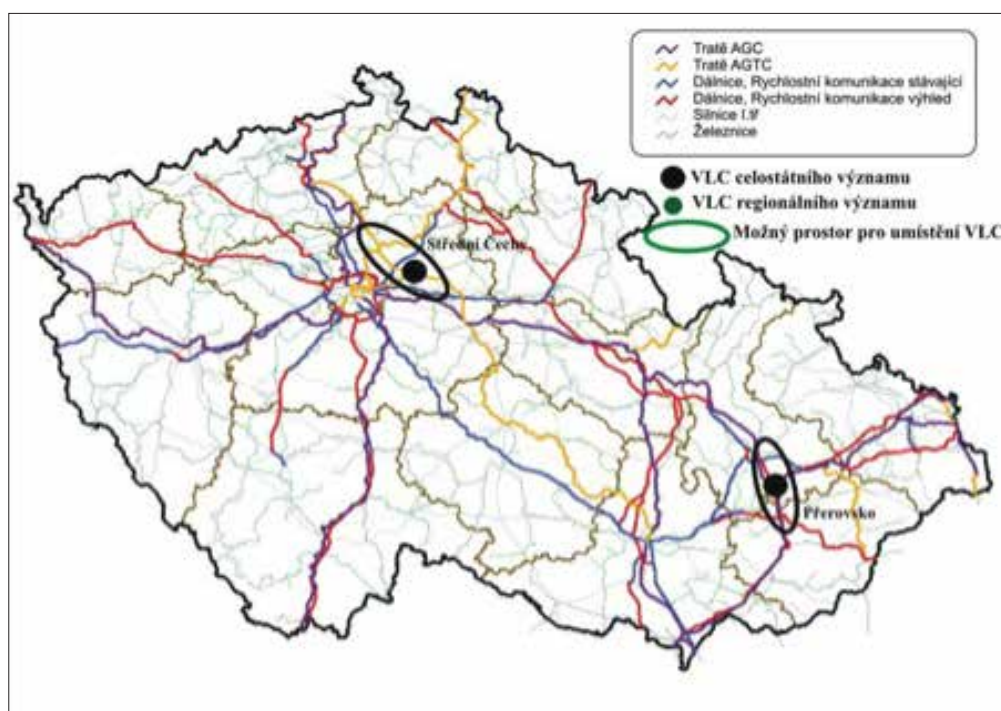 Tratě AGC
Tratě AGTC
Dálnice, Rychlostní komunikace stávající
Dálnice, Rychlostní komunikace výhled
Silnice I.tř
Železnice
VLC celostátního významu
VLC regionálního významu
Možný prostor pro umístění VLC
Střední Čechy
Přerovsko